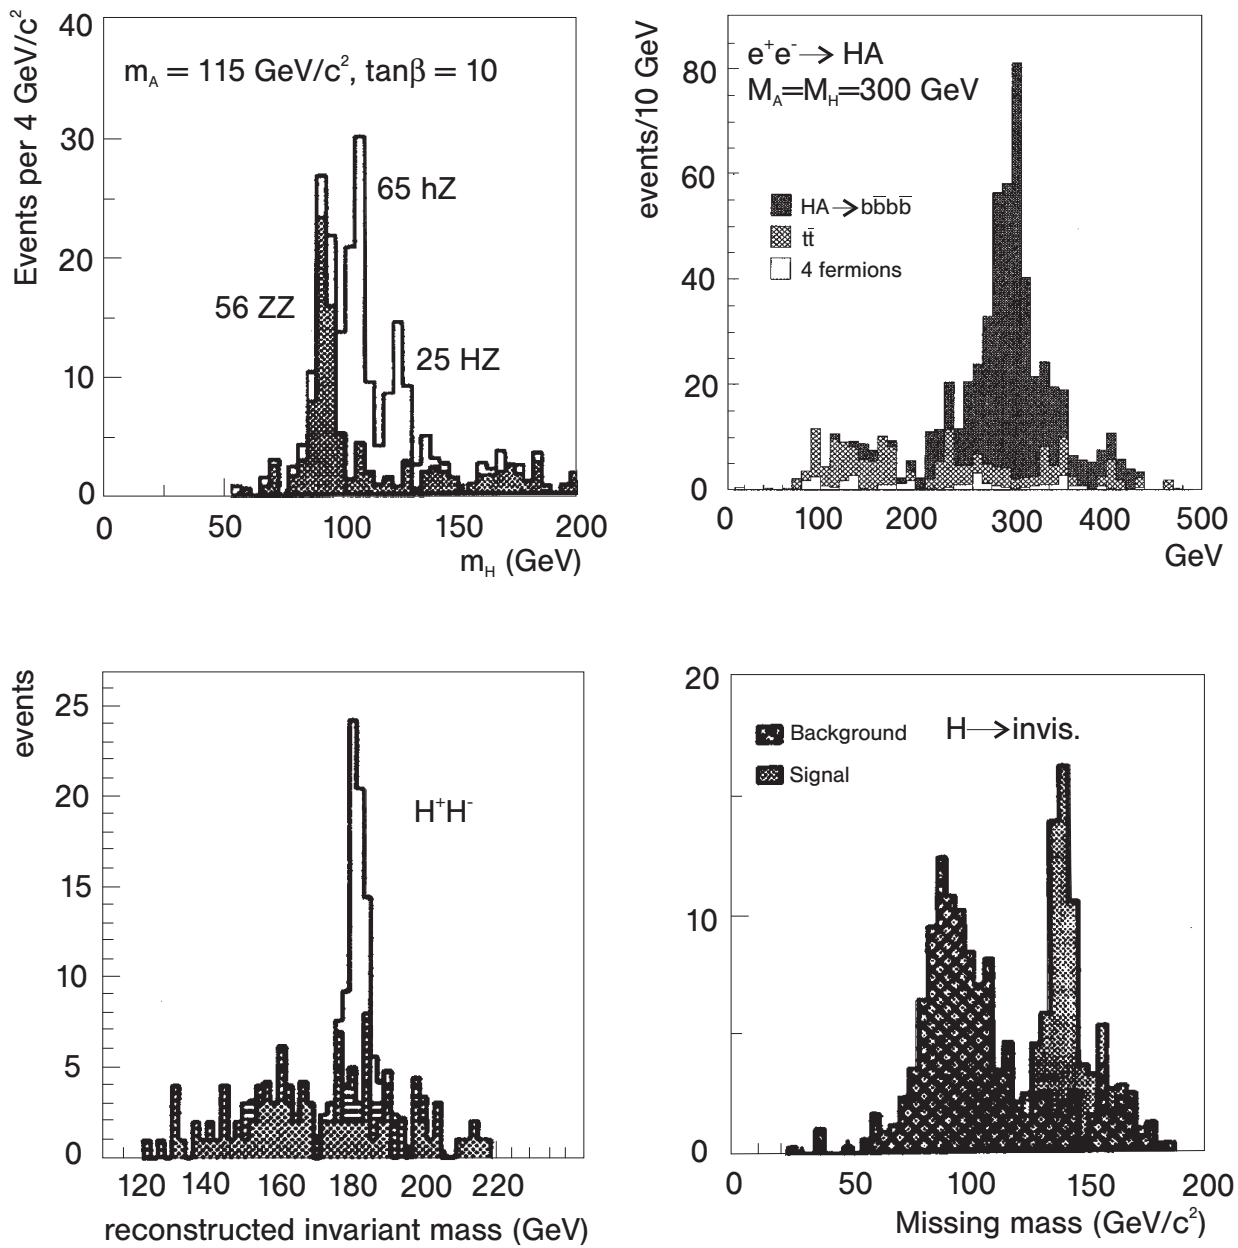 40
30
20
10
0
Events per 4 GeV/c²
m_A = 115 GeV/c², tanβ = 10
65 hZ
56 ZZ
25 HZ
0 50 100 150 200
m_H (GeV)
80
60
40
20
0
events/10 GeV
e⁺e⁻→HA
M_A=M_H=300 GeV
HA→bb̄bb̄
tt̄
4 fermions
0 100 200 300 400 500
GeV
25
20
15
10
5
0
events
H⁺H⁻
120 140 160 180 200 220
reconstructed invariant mass (GeV)
20
10
0
Background
Signal
H→invis.
0 50 100 150 200
Missing mass (GeV/c²)